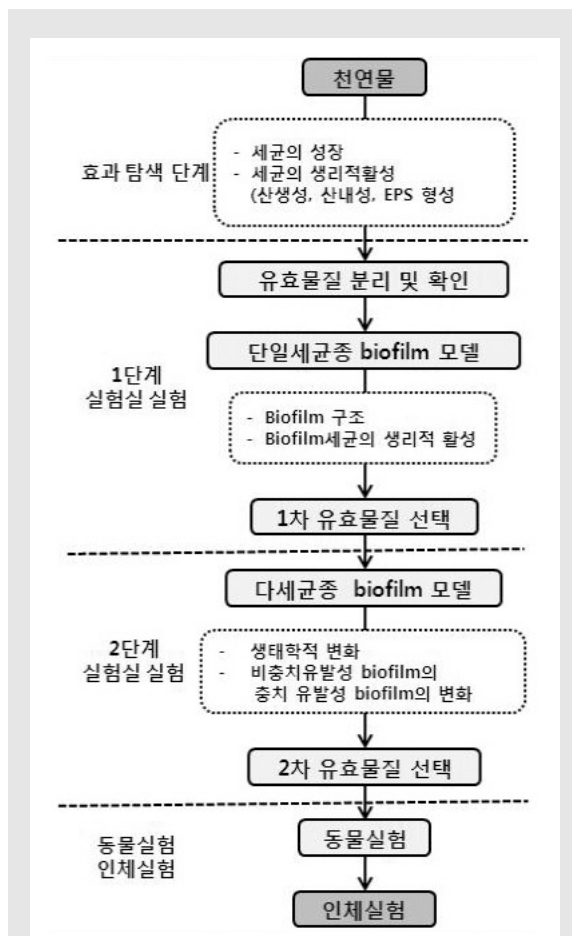 천연물
효과 탐색 단계
- 세균의 성장
- 세균의 생리적활성
(산생성, 산내성, EPS 형성
유효물질 분리 및 확인
단일세균종 biofilm 모델
1단계
실험실 실험
- Biofilm 구조
- Biofilm세균의 생리적 활성
1차 유효물질 선택
다세균종 biofilm 모델
2단계
실험실 실험
- 생태학적 변화
- 비충치유발성 biofilm의
충치 유발성 biofilm의 변화
2차 유효물질 선택
동물실험
인체실험
동물실험
인체실험